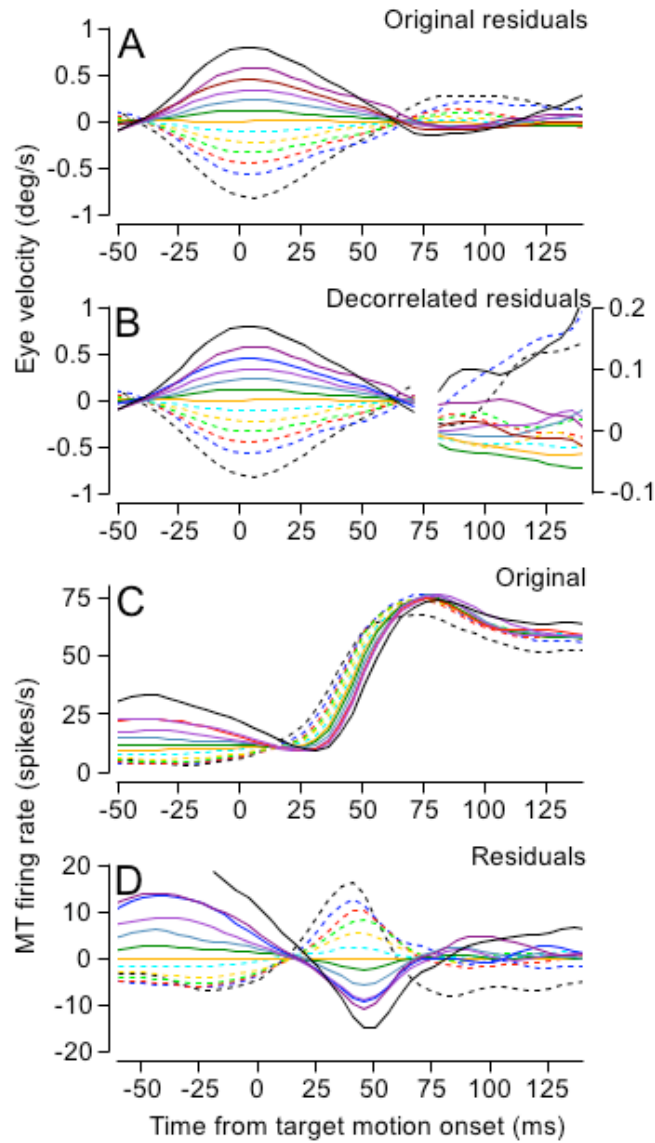 A
Original residuals
1
0.5
0
-0.5
-1
-50 -25 0 25 50 75 100 125
Eye velocity (deg/s)
B
Decorrelated residuals
1
0.5
0
-0.5
-1
0.2
0.1
0
-0.1
-50 -25 0 25 50 75 100 125
C
Original
75
50
25
0
-50 -25 0 25 50 75 100 125
MT firing rate (spikes/s)
D
Residuals
20
10
0
-10
-20
-50 -25 0 25 50 75 100 125
Time from target motion onset (ms)